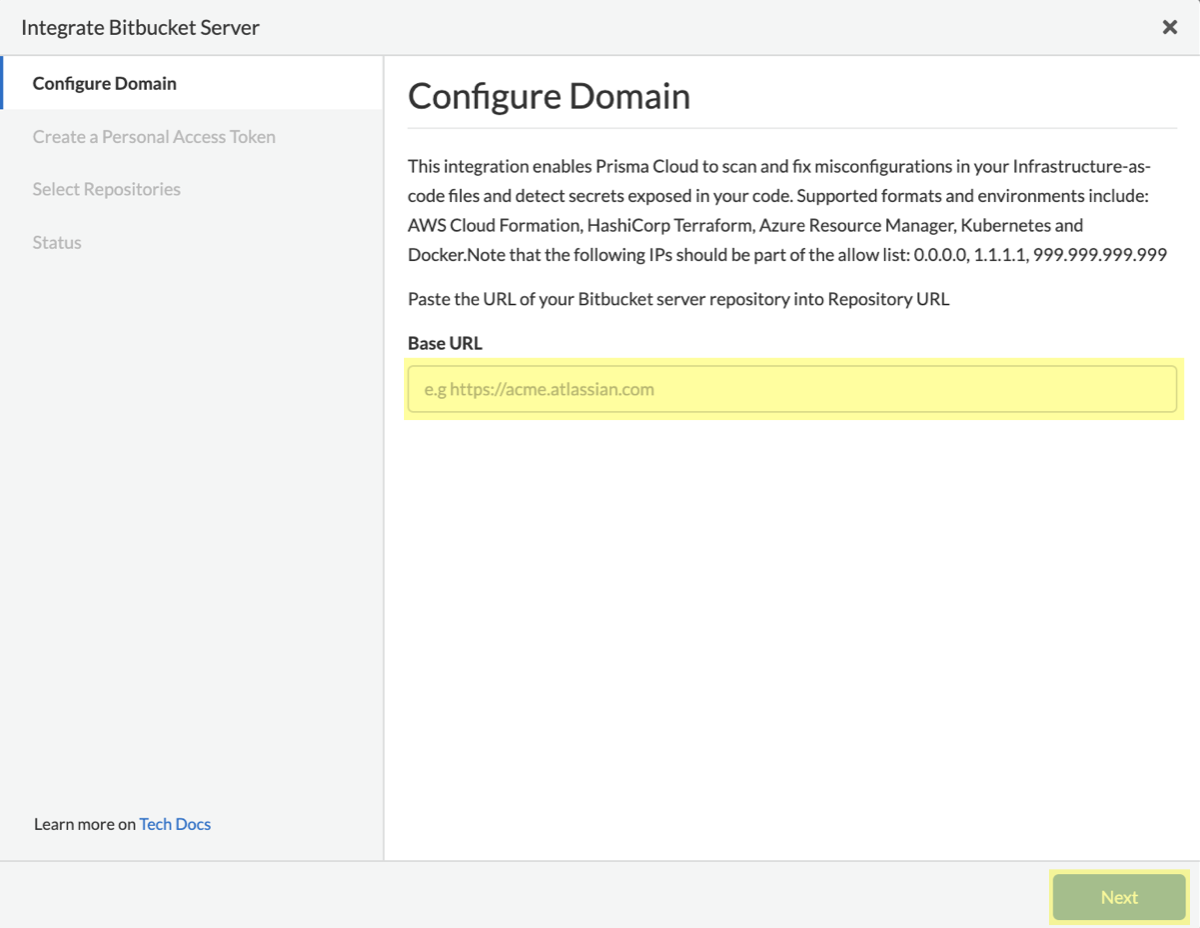 Integrate Bitbucket Server
Configure Domain
Create a Personal Access Token
Select Repositories
Status
Learn more on Tech Docs
Configure Domain
This integration enables Prisma Cloud to scan and fix misconfigurations in your Infrastructure-as-
code files and detect secrets exposed in your code. Supported formats and environments include:
AWS Cloud Formation, HashiCorp Terraform, Azure Resource Manager, Kubernetes and
Docker.Note that the following IPs should be part of the allow list: 0.0.0.0, 1.1.1.1, 999.999.999.999
Paste the URL of your Bitbucket server repository into Repository URL
Base URL
e.g https://acme.atlassian.com
Next